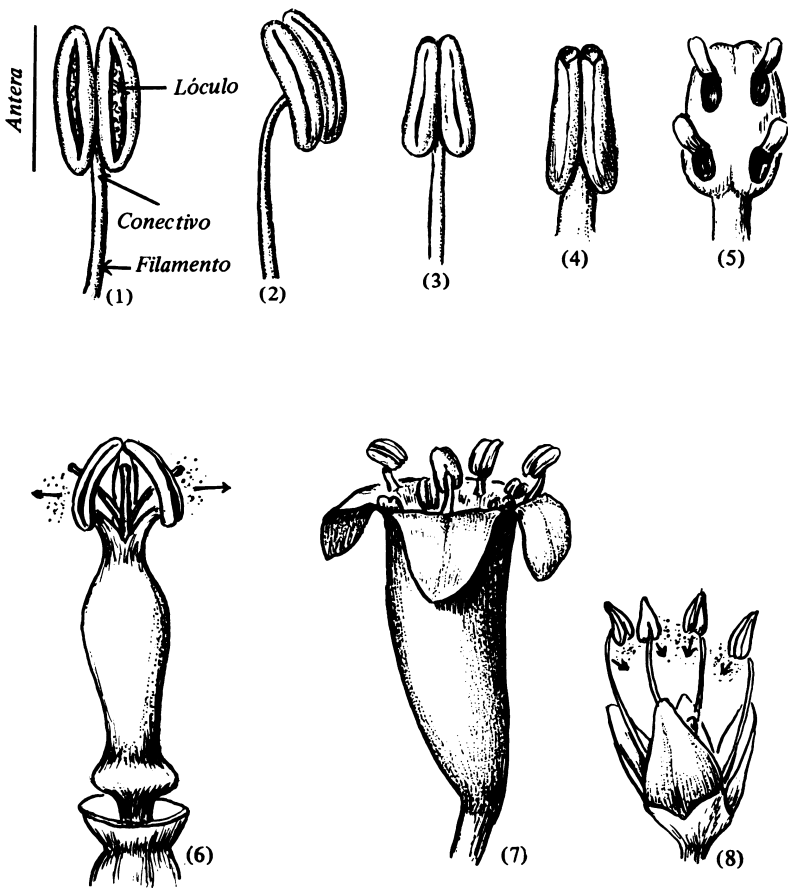 Antera
Lóculo
Conectivo
Filamento
(1)
(2)
(3)
(4)
(5)
(6)
(7)
(8)